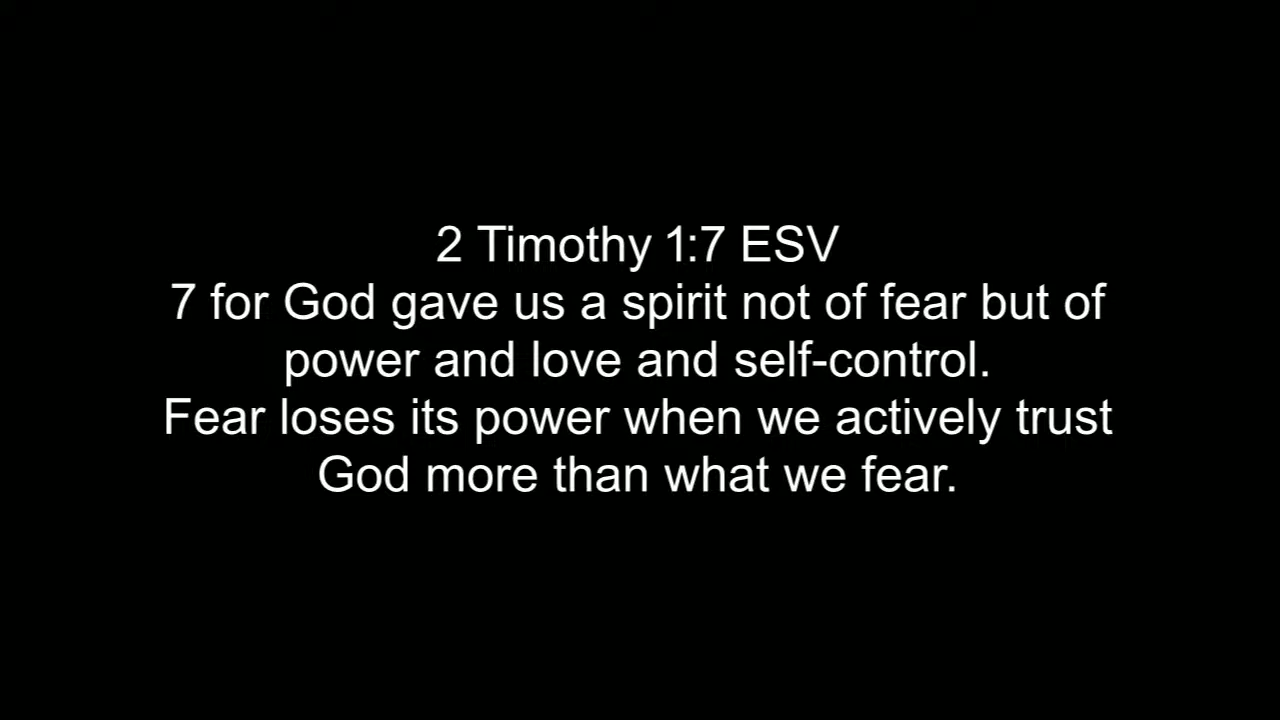 2 Timothy 1:7 ESV
7 for God gave us a spirit not of fear but of
power and love and self-control.
Fear loses its power when we actively trust
God more than what we fear.